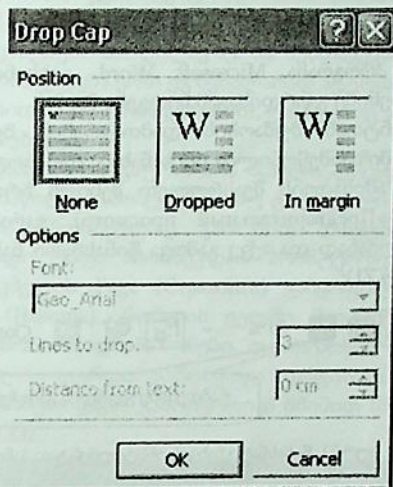 Drop Cap
Position
W W W
None Dropped In margin
Options
Font:
Geo_Arial
Lines to drop: 3
Distance from text: 0 cm
OK Cancel